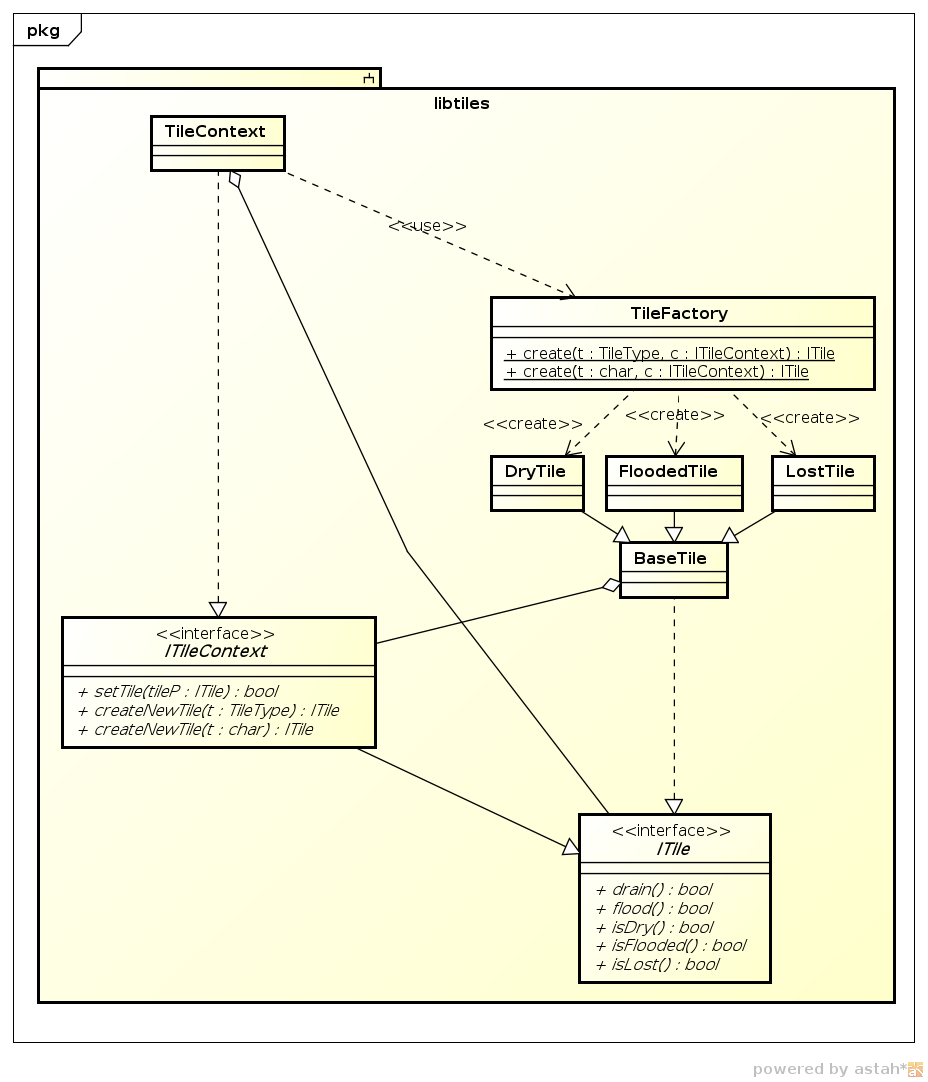 pkg
libtiles
TileContext
<<use>>
TileFactory
+ create(t : TileType, c : ITileContext) : ITile
+ create(t : char, c : ITileContext) : ITile
<<create>>
<<create>>
<<create>>
DryTile
FloodedTile
LostTile
BaseTile
<<interface>>
ITileContext
+ setTile(tileP : ITile) : bool
+ createNewTile(t : TileType) : ITile
+ createNewTile(t : char) : ITile
<<interface>>
ITile
+ drain() : bool
+ flood() : bool
+ isDry() : bool
+ isFlooded() : bool
+ isLost() : bool
powered by astah*